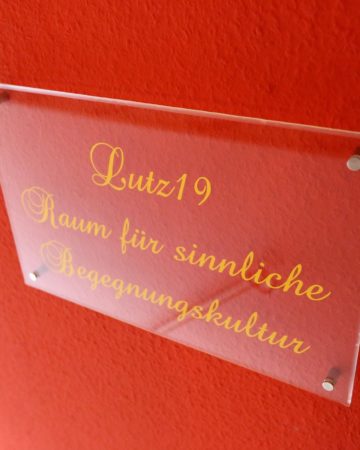 Lutz19
Raum für sinnliche
Begegnungskultur